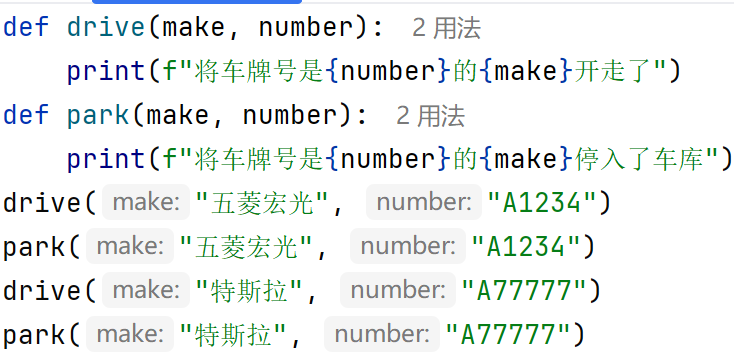 def drive(make, number): 2 用法
    print(f"将车牌号是{number}的{make}开走了")
def park(make, number): 2 用法
    print(f"将车牌号是{number}的{make}停入了车库")
drive( make: "五菱宏光", number: "A1234")
park( make: "五菱宏光", number: "A1234")
drive( make: "特斯拉", number: "A77777")
park( make: "特斯拉", number: "A77777")